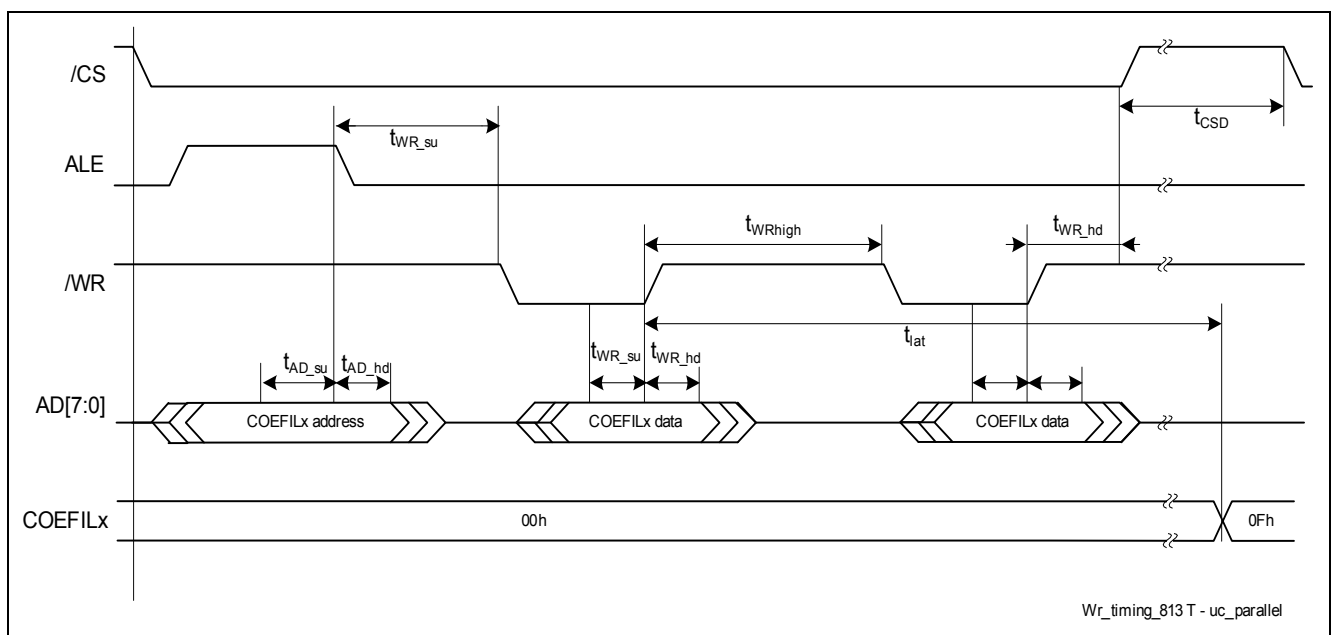 /CS
t_CSD
t_WR_su
ALE
t_WRhigh t_WR_hd
/WR
t_lat
t_WR_su t_WR_hd
t_AD_su t_AD_hd
AD[7:0] COEFILx address COEFILx data COEFILx data
COEFILx 00h 0Fh
Wr_timing_813 T - uc_parallel